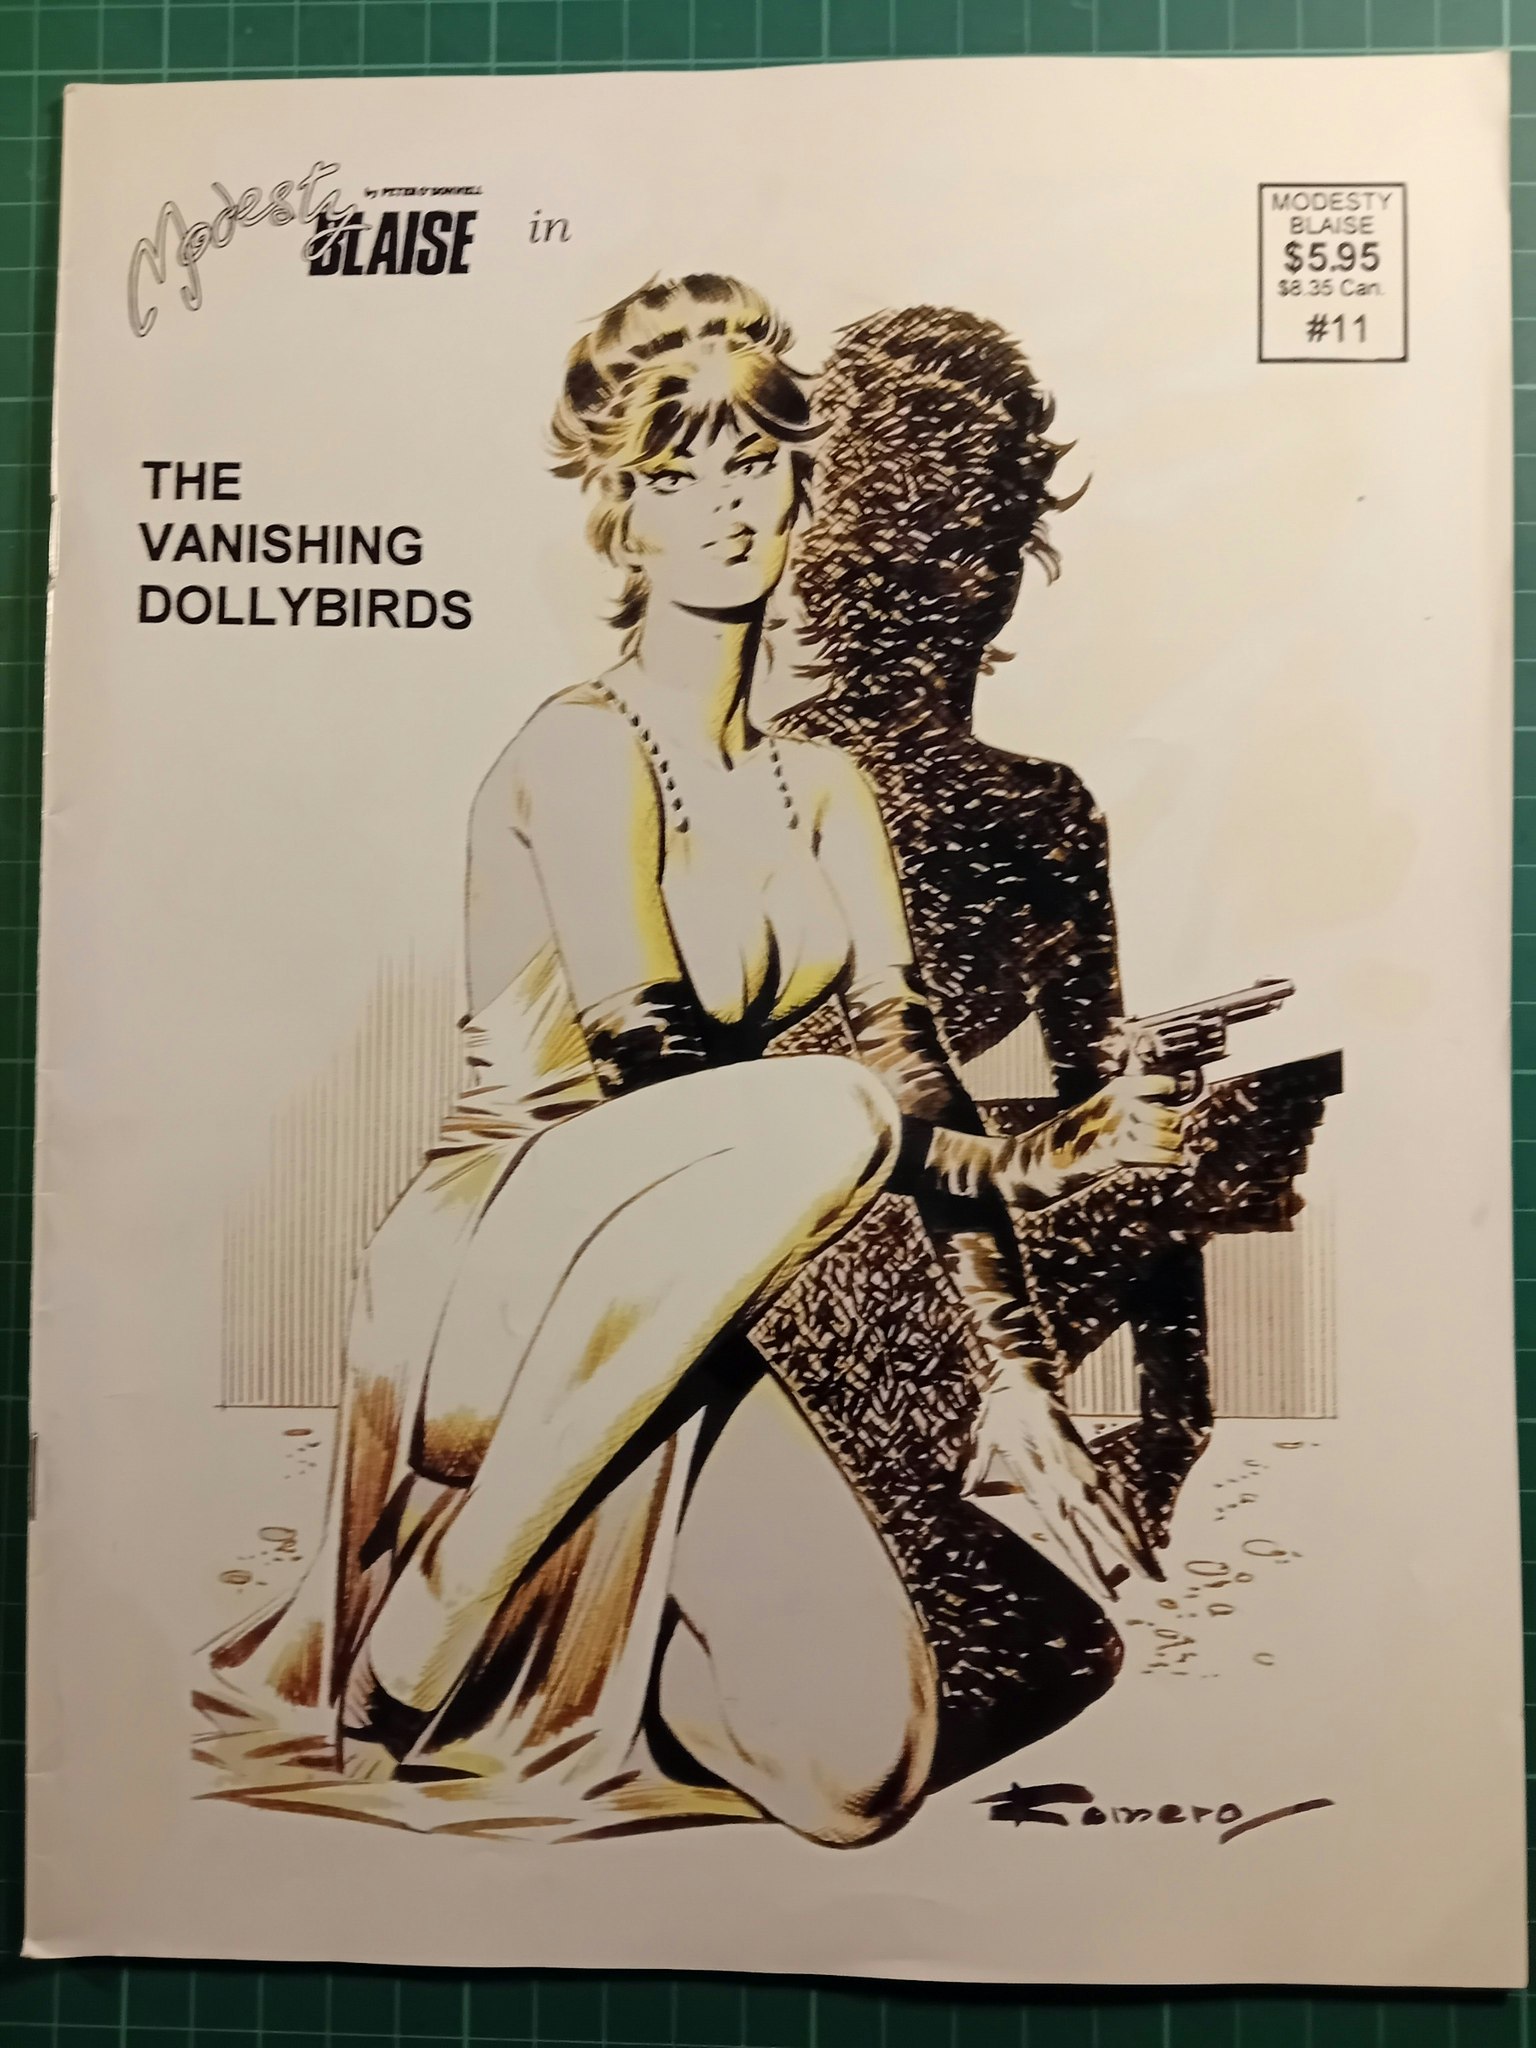 Modesty
by PETER O'DONNELL
BLAISE in
MODESTY
BLAISE
$5.95
$8.35 Can.
#11
THE
VANISHING
DOLLYBIRDS
Romero